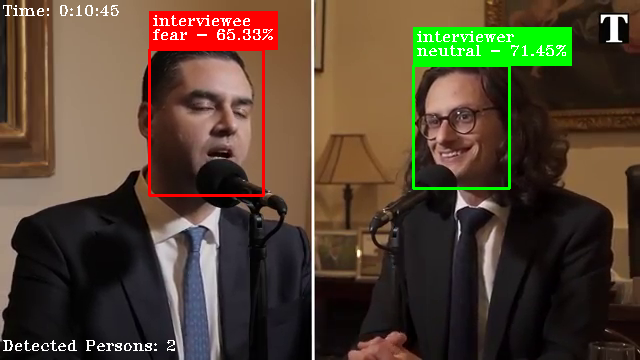 Time: 0:10:45
interviewee
fear - 65.33%
interviewer
neutral - 71.45%
T
Detected Persons: 2